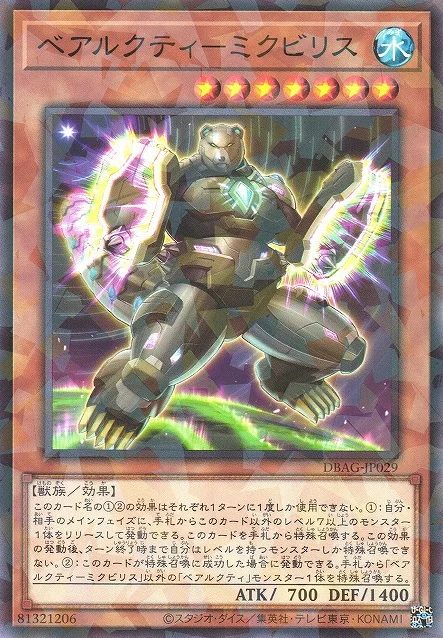 ベアルクティーミクビリス
水
DBAG-JP029
【獣族／効果】
このカード名の①②の効果はそれぞれ1ターンに1度しか使用できない。①：自分・
相手のメインフェイズに、手札からこのカード以外のレベル7以上のモンスター
1体をリリースして発動できる。このカードを手札から特殊召喚する。この効果
の発動後、ターン終了時まで自分はレベルを持つモンスターしか特殊召喚でき
ない。②：このカードが特殊召喚に成功した場合に発動できる。手札から「ベ
アルクティーミクビリス」以外の「ベアルクティ」モンスター1体を特殊召喚する。
ATK/ 700 DEF/1400
81321206
©スタジオ・ダイス／集英社・テレビ東京・KONAMI